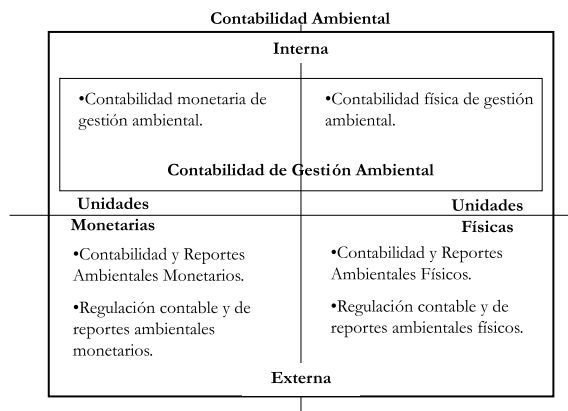 Contabilidad Ambiental
Interna
•Contabilidad monetaria de
gestión ambiental.
•Contabilidad física de gestión
ambiental.
Contabilidad de Gestión Ambiental
Unidades
Monetarias
Unidades
Físicas
•Contabilidad y Reportes
Ambientales Monetarios.
•Regulación contable y de
reportes ambientales
monetarios.
•Contabilidad y Reportes
Ambientales Físicos.
•Regulación contable y de
reportes ambientales físicos.
Externa